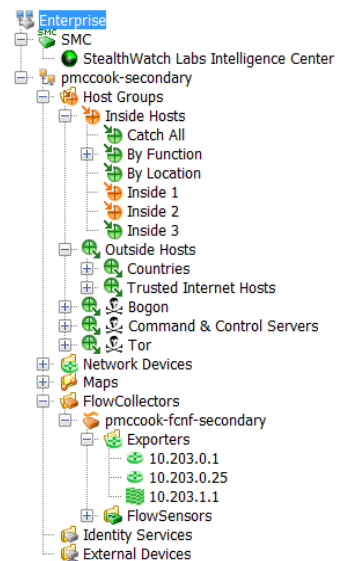 Enterprise
SMC
StealthWatch Labs Intelligence Center
pmccook-secondary
Host Groups
Inside Hosts
Catch All
By Function
By Location
Inside 1
Inside 2
Inside 3
Outside Hosts
Countries
Trusted Internet Hosts
Bogon
Command & Control Servers
Tor
Network Devices
Maps
FlowCollectors
pmccook-fcnf-secondary
Exporters
10.203.0.1
10.203.0.25
10.203.1.1
FlowSensors
Identity Services
External Devices